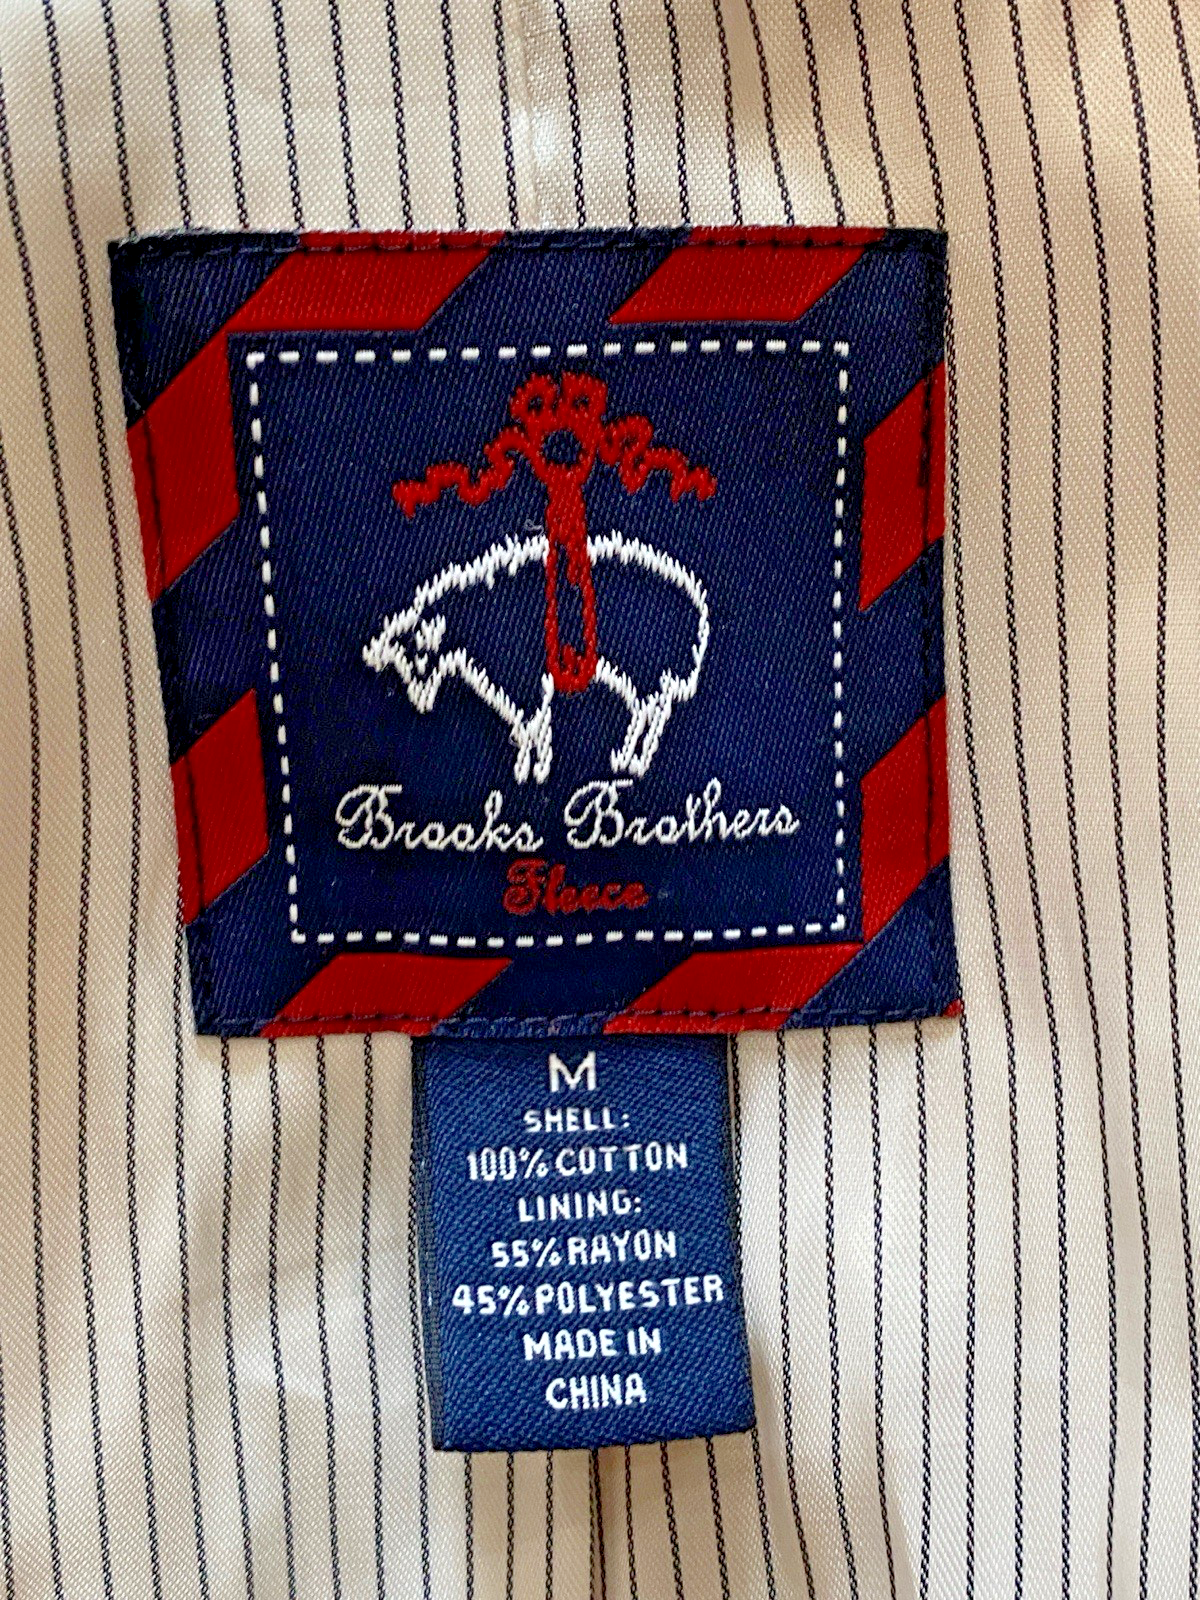 Brooks Brothers
Fleece
M
SHELL:
100% COTTON
LINING:
55% RAYON
45% POLYESTER
MADE IN
CHINA